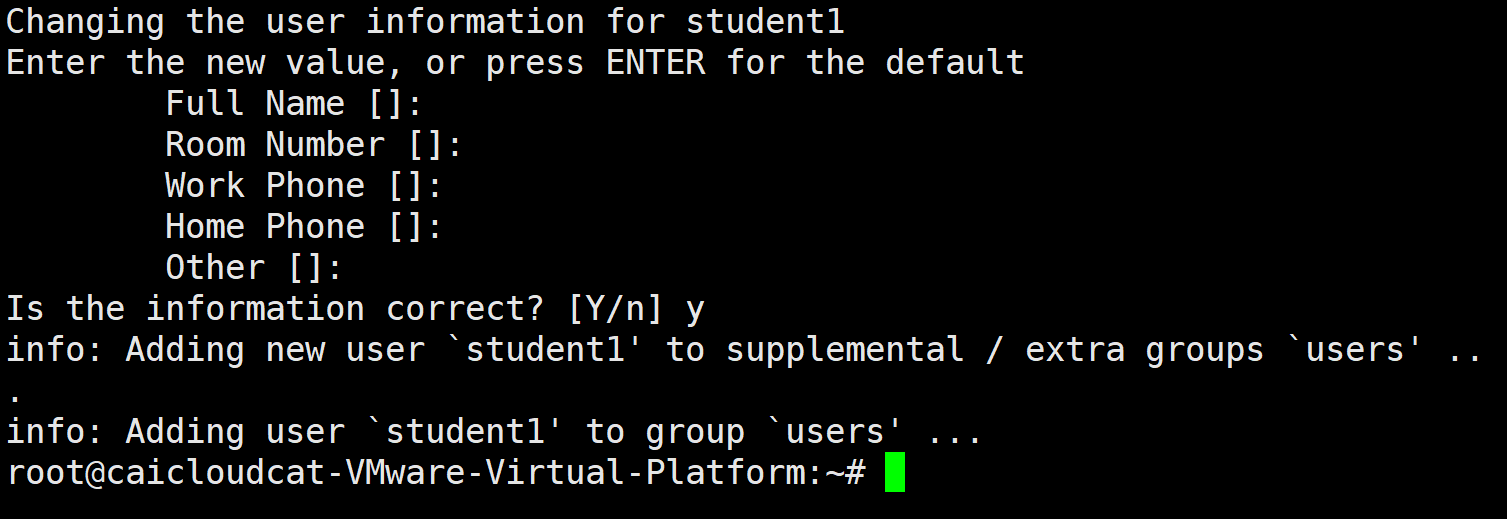 Changing the user information for student1
Enter the new value, or press ENTER for the default
        Full Name []:
        Room Number []:
        Work Phone []:
        Home Phone []:
        Other []:
Is the information correct? [Y/n] y
info: Adding new user `student1' to supplemental / extra groups `users' ..
.
info: Adding user `student1' to group `users' ...
root@caicloudcat-VMware-Virtual-Platform:~#